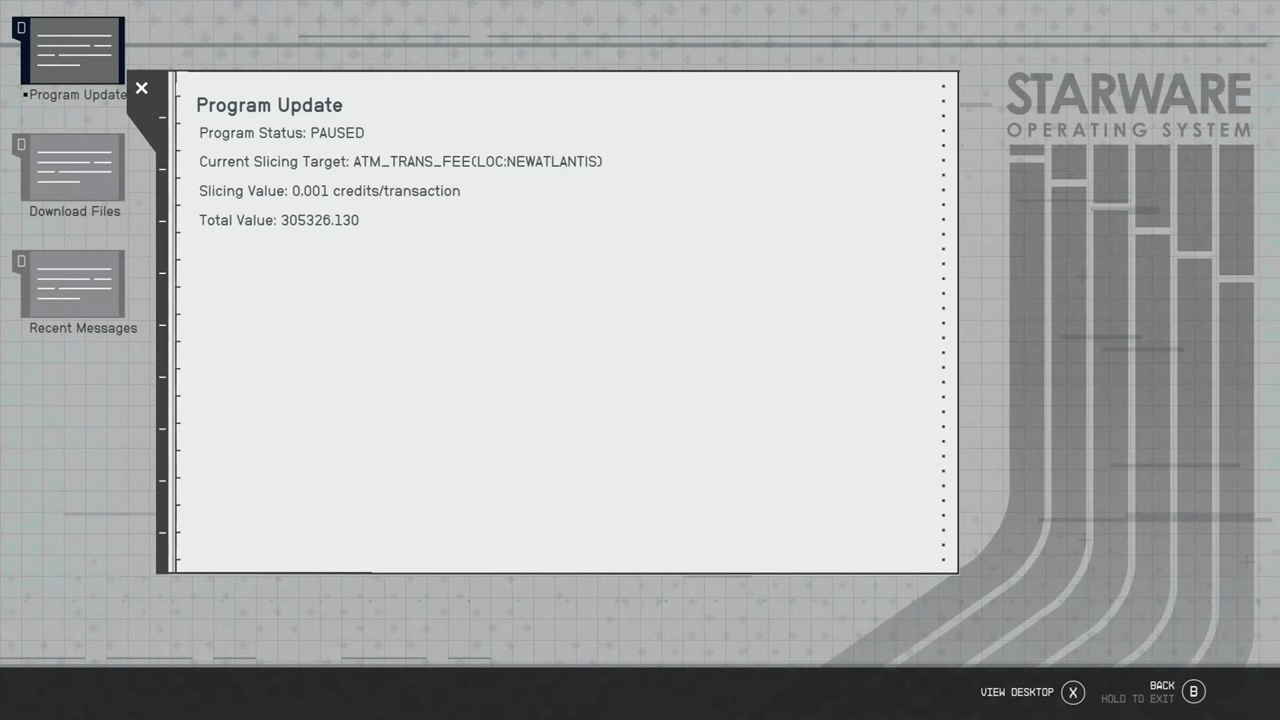 Program Update
Download Files
Recent Messages
Program Update
Program Status: PAUSED
Current Slicing Target: ATM_TRANS_FEE(LOC:NEWATLANTIS)
Slicing Value: 0.001 credits/transaction
Total Value: 305326.130
STARWARE
OPERATING SYSTEM
VIEW DESKTOP X
BACK B
HOLD TO EXIT